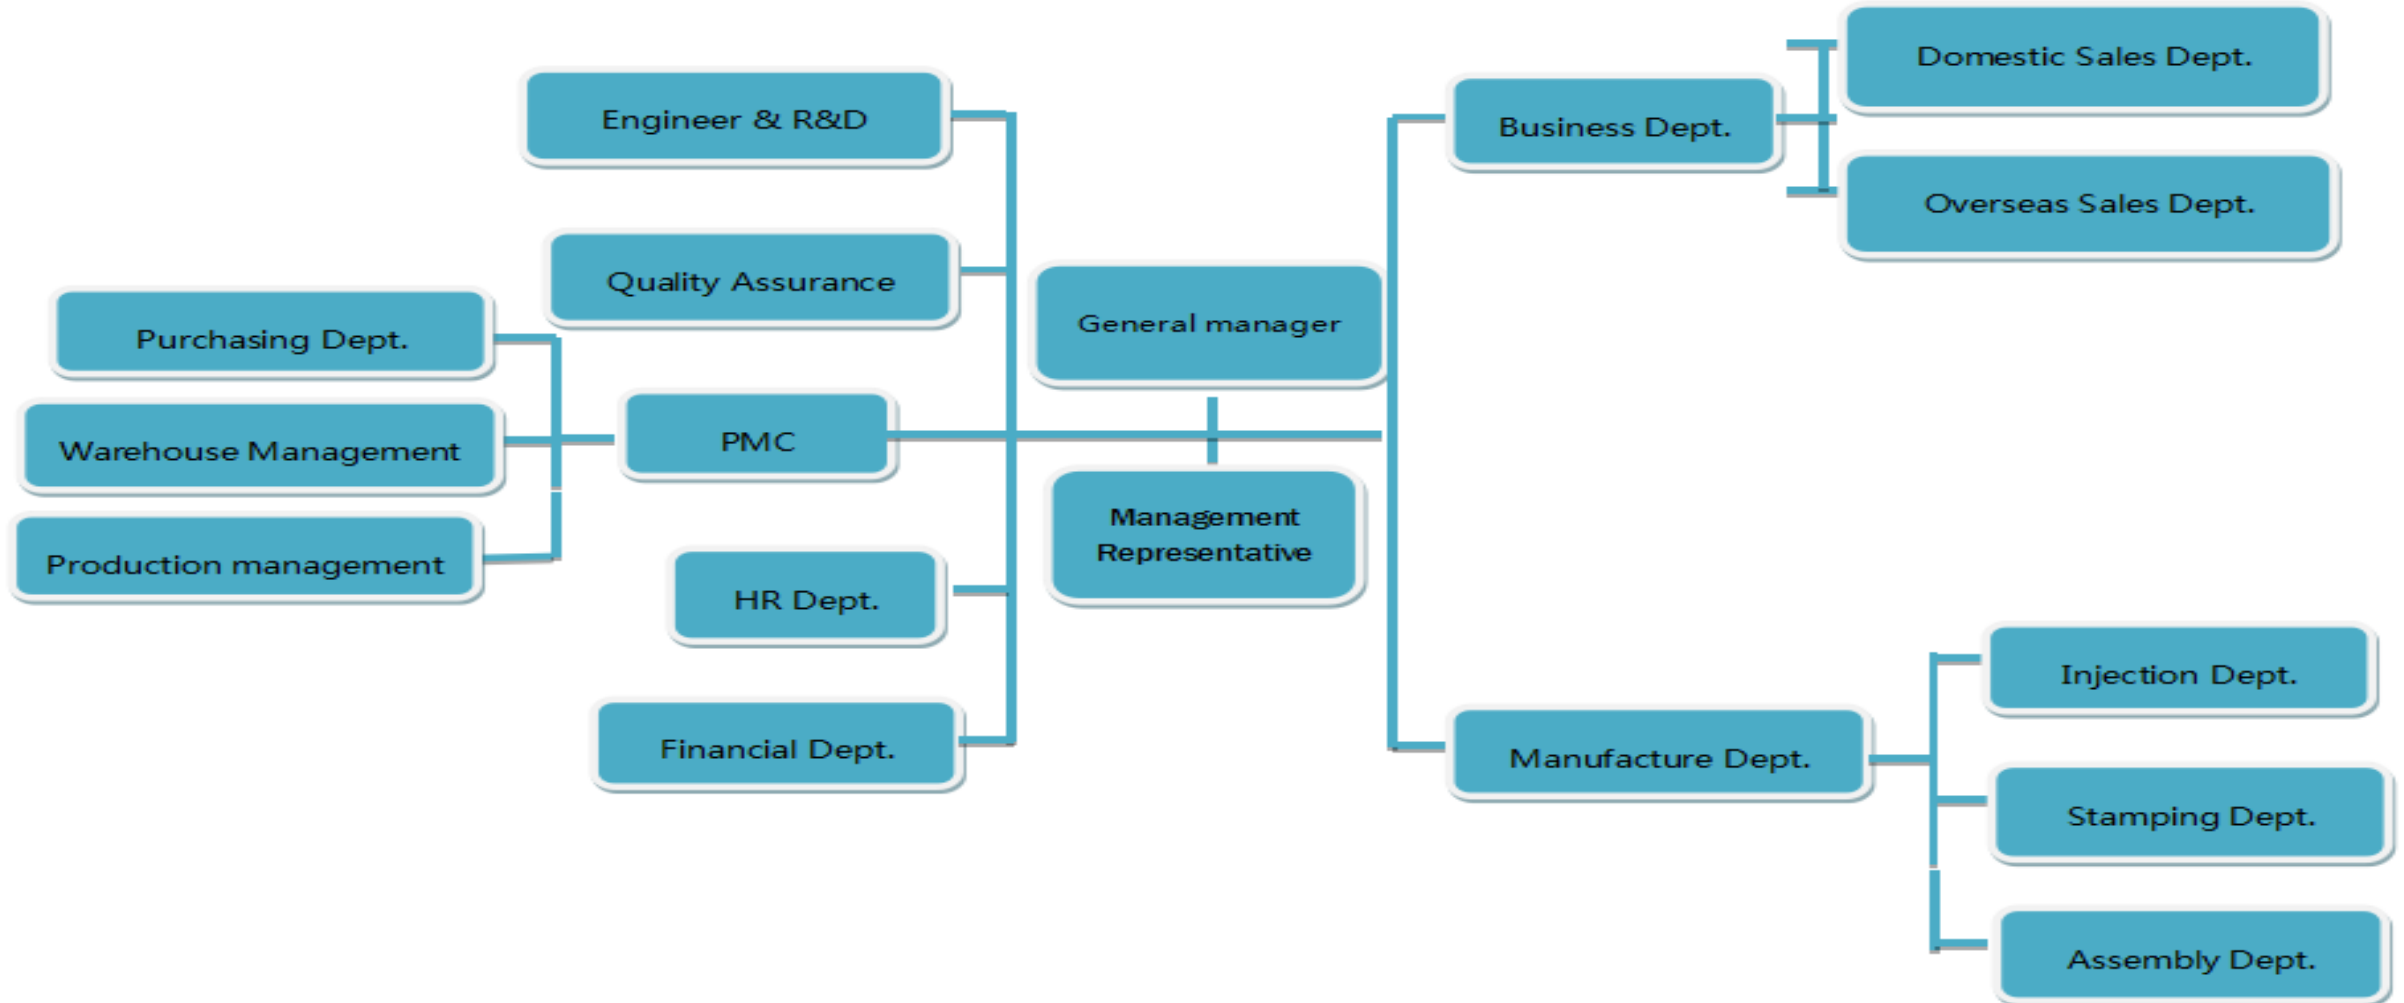 Domestic Sales Dept.
Engineer & R&D
Business Dept.
Overseas Sales Dept.
Quality Assurance
General manager
Purchasing Dept.
PMC
Warehouse Management
Management
Representative
Production management
HR Dept.
Injection Dept.
Financial Dept.
Manufacture Dept.
Stamping Dept.
Assembly Dept.